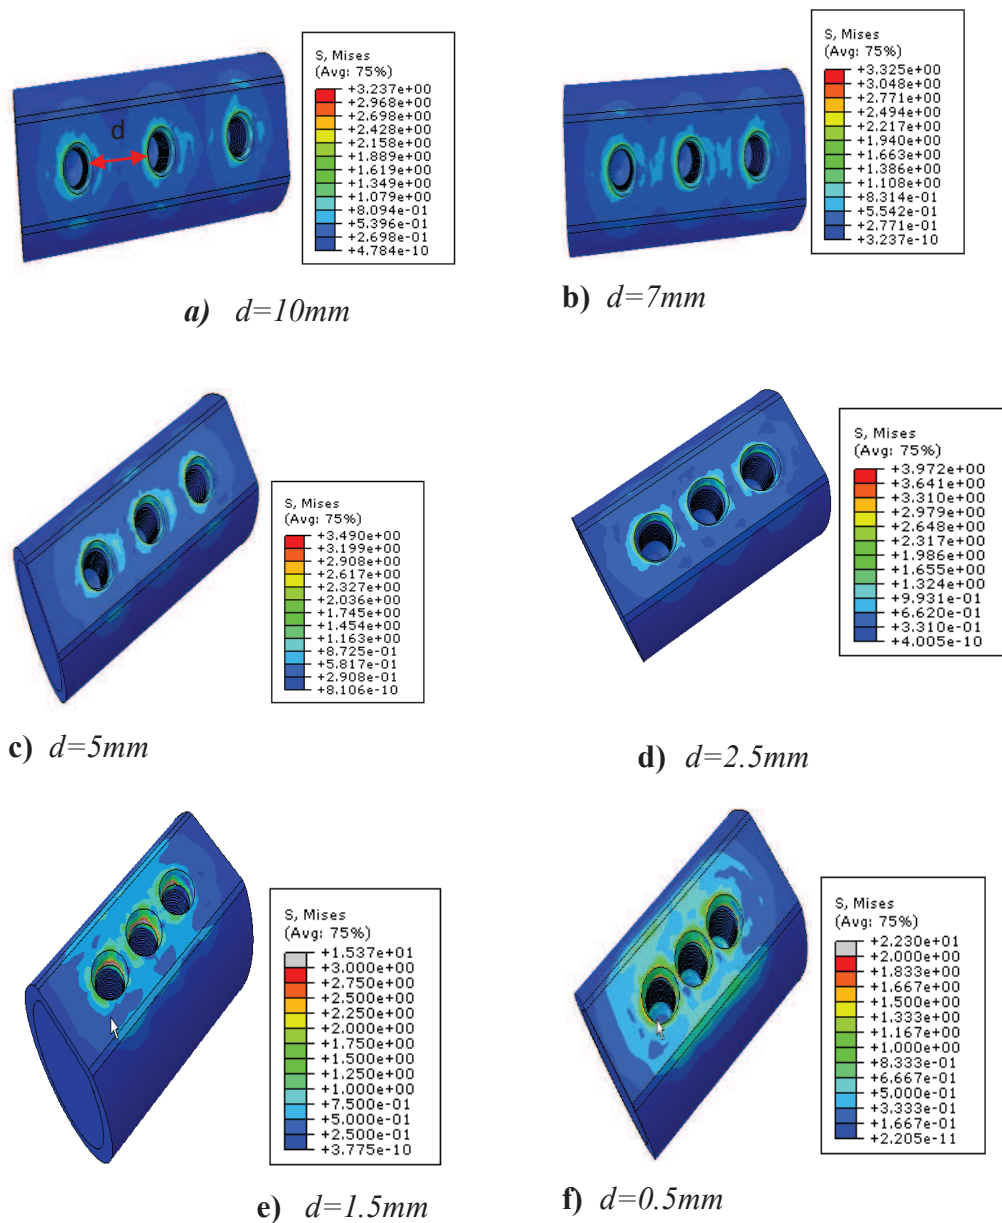 S, Mises
(Avg: 75%)
+3.237e+00
+2.968e+00
+2.698e+00
+2.428e+00
+2.158e+00
+1.889e+00
+1.619e+00
+1.349e+00
+1.079e+00
+8.094e-01
+5.396e-01
+2.698e-01
+4.784e-10
d
a) d=10mm
S, Mises
(Avg: 75%)
+3.325e+00
+3.048e+00
+2.771e+00
+2.494e+00
+2.217e+00
+1.940e+00
+1.663e+00
+1.386e+00
+1.108e+00
+8.314e-01
+5.542e-01
+2.771e-01
+3.237e-10
b) d=7mm
S, Mises
(Avg: 75%)
+3.490e+00
+3.199e+00
+2.908e+00
+2.617e+00
+2.327e+00
+2.036e+00
+1.745e+00
+1.454e+00
+1.163e+00
+8.725e-01
+5.817e-01
+2.908e-01
+8.106e-10
c) d=5mm
S, Mises
(Avg: 75%)
+3.972e+00
+3.641e+00
+3.310e+00
+2.979e+00
+2.648e+00
+2.317e+00
+1.986e+00
+1.655e+00
+1.324e+00
+9.931e-01
+6.620e-01
+3.310e-01
+4.005e-10
d) d=2.5mm
S, Mises
(Avg: 75%)
+1.537e+01
+3.000e+00
+2.750e+00
+2.500e+00
+2.250e+00
+2.000e+00
+1.750e+00
+1.500e+00
+1.250e+00
+1.000e+00
+7.500e-01
+5.000e-01
+2.500e-01
+3.775e-10
e) d=1.5mm
S, Mises
(Avg: 75%)
+2.230e+01
+2.000e+00
+1.833e+00
+1.667e+00
+1.500e+00
+1.333e+00
+1.167e+00
+1.000e+00
+8.333e-01
+6.667e-01
+5.000e-01
+3.333e-01
+1.667e-01
+2.205e-11
f) d=0.5mm